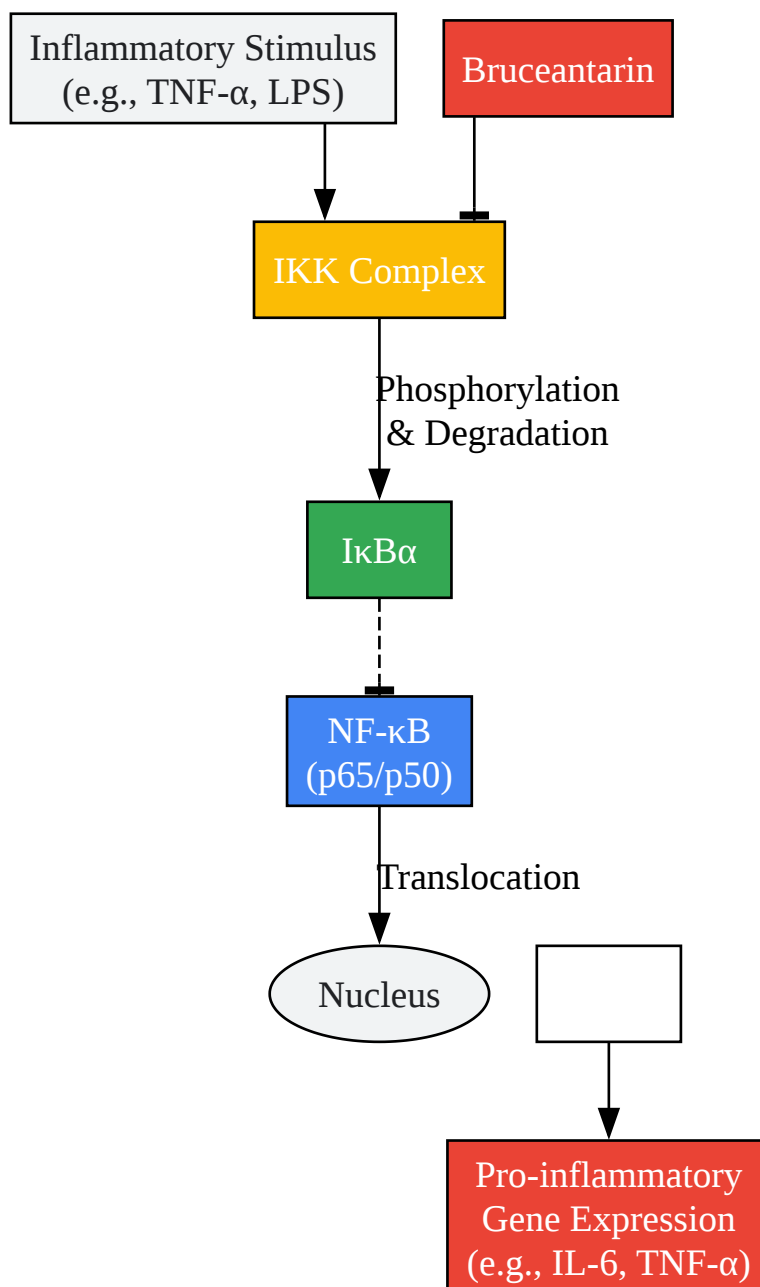 Inflammatory Stimulus
(e.g., TNF-α, LPS)
Bruceantarin
IKK Complex
Phosphorylation
& Degradation
IκBα
NF-κB
(p65/p50)
Translocation
Nucleus
Pro-inflammatory
Gene Expression
(e.g., IL-6, TNF-α)